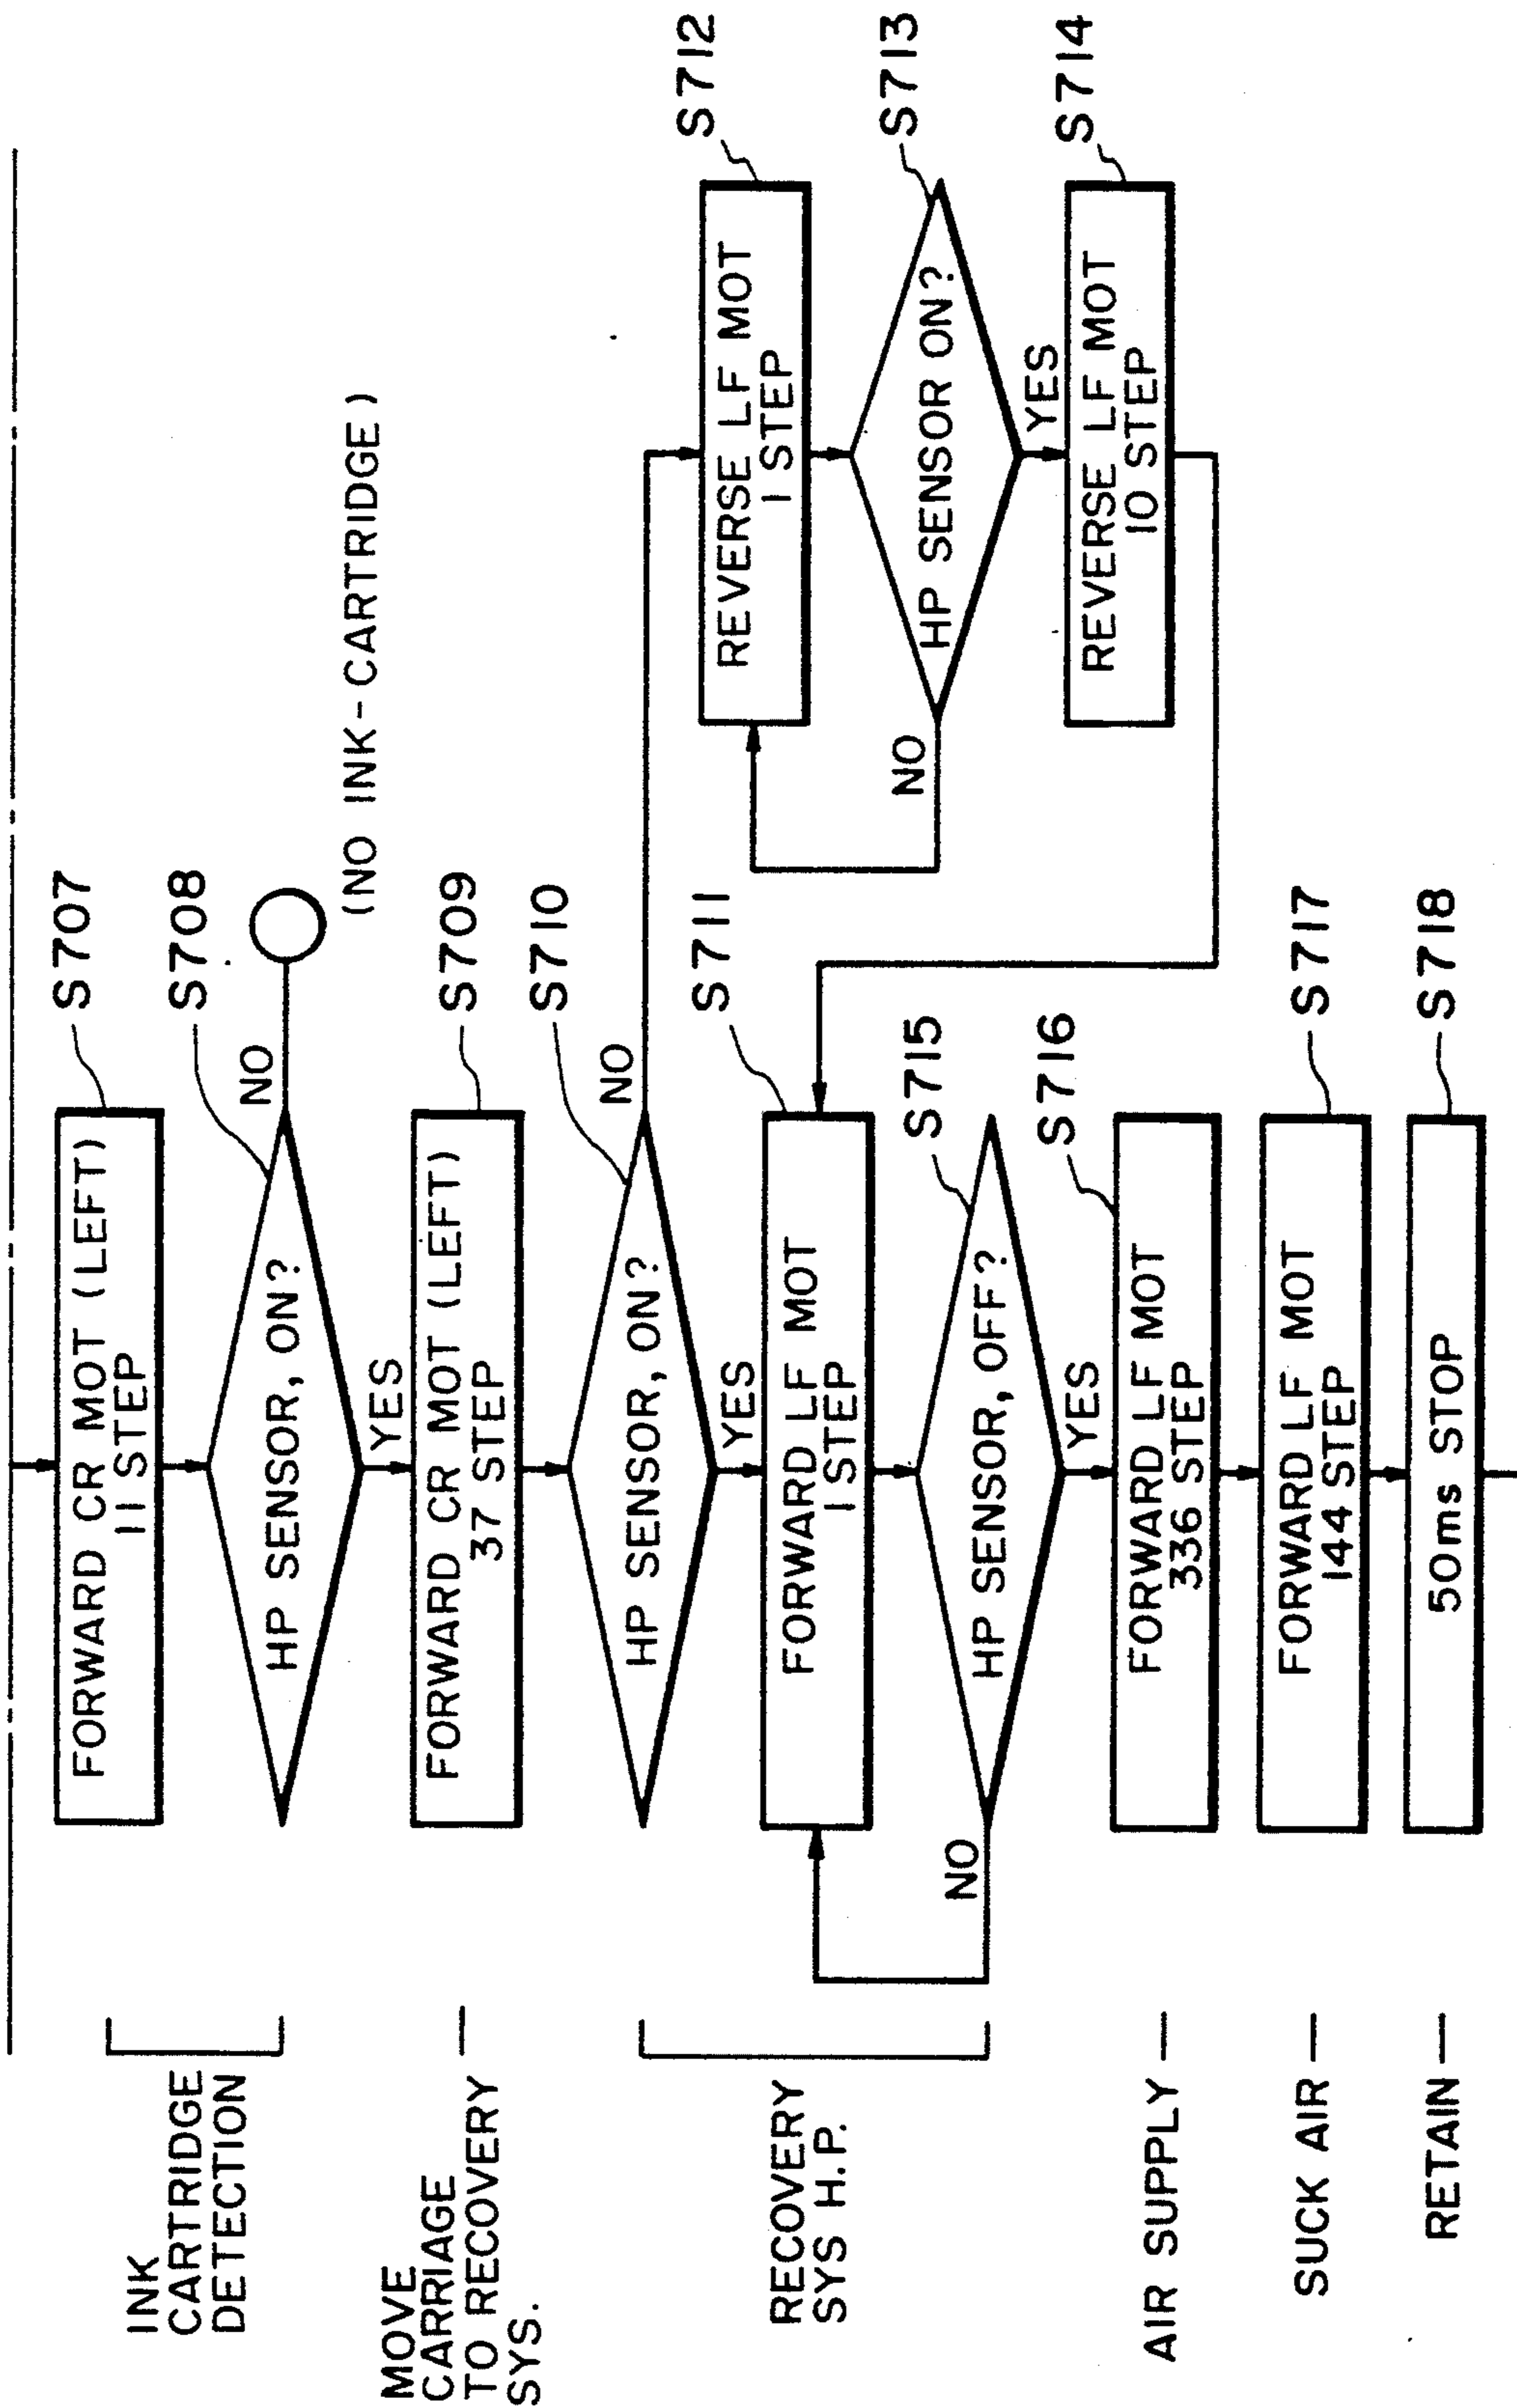 INK
CARTRIDGE
DETECTION
FORWARD CR MOT (LEFT)
11 STEP
S707
HP SENSOR, ON?
S708
NO
(NO INK-CARTRIDGE)
YES
MOVE
CARRIAGE
TO RECOVERY
SYS.
FORWARD CR MOT (LEFT)
37 STEP
S709
HP SENSOR, ON?
S710
NO
YES
RECOVERY
SYS H.P.
FORWARD LF MOT
1 STEP
S711
REVERSE LF MOT
1 STEP
S712
HP SENSOR ON?
S713
NO
YES
REVERSE LF MOT
10 STEP
S714
HP SENSOR, OFF?
S715
NO
YES
AIR SUPPLY
FORWARD LF MOT
336 STEP
S716
SUCK AIR
FORWARD LF MOT
144 STEP
S717
RETAIN
50ms STOP
S718